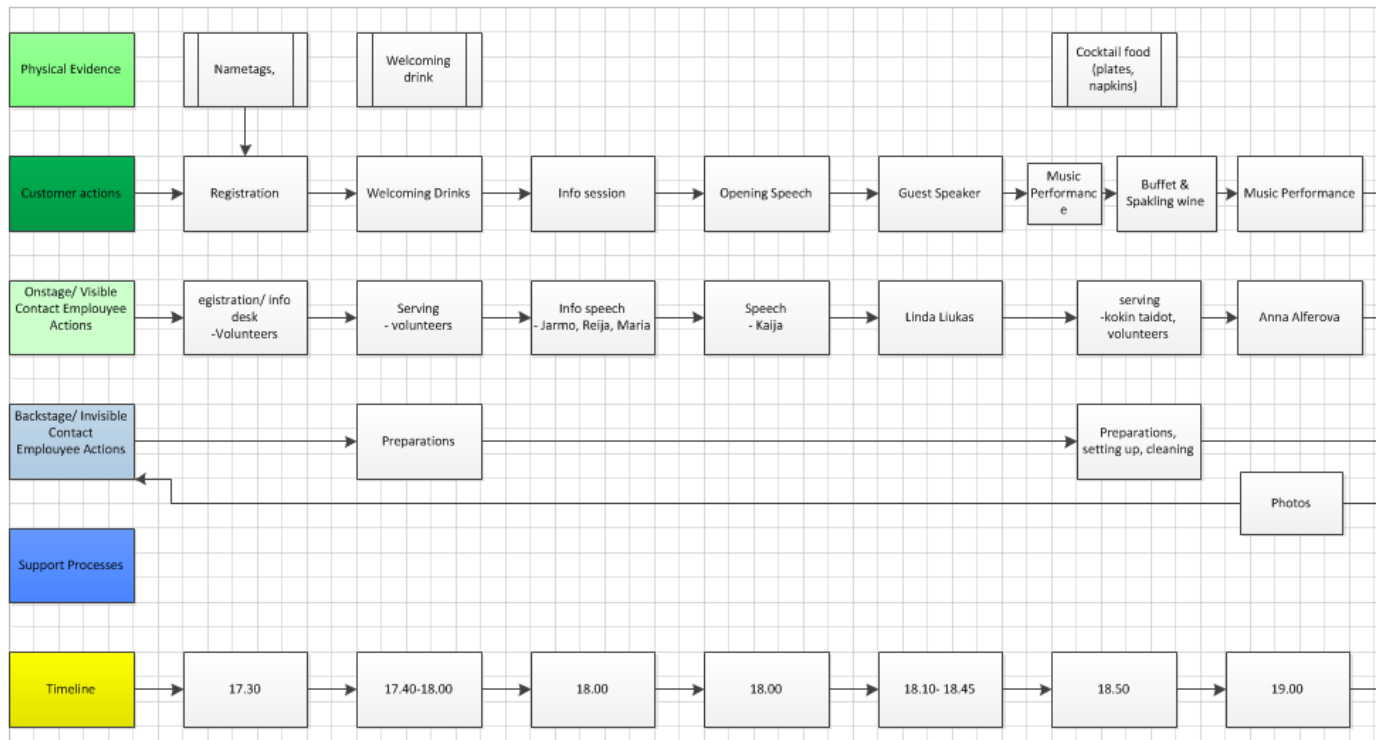 Physical Evidence
Nametags,
Welcoming
drink
Cocktail food
(plates,
napkins)
Customer actions
Registration
Welcoming Drinks
Info session
Opening Speech
Guest Speaker
Music
Performanc
e
Buffet &
Spakling wine
Music Performance
Onstage/ Visible
Contact Emplouyee
Actions
egistration/ info
desk
-Volunteers
Serving
- volunteers
Info speech
- Jarmo, Reija, Maria
Speech
- Kaija
Linda Liukas
serving
-kokin taidot,
volunteers
Anna Alferova
Backstage/ Invisible
Contact
Emplouyee Actions
Preparations
Preparations,
setting up, cleaning
Photos
Support Processes
Timeline
17.30
17.40-18.00
18.00
18.00
18.10- 18.45
18.50
19.00